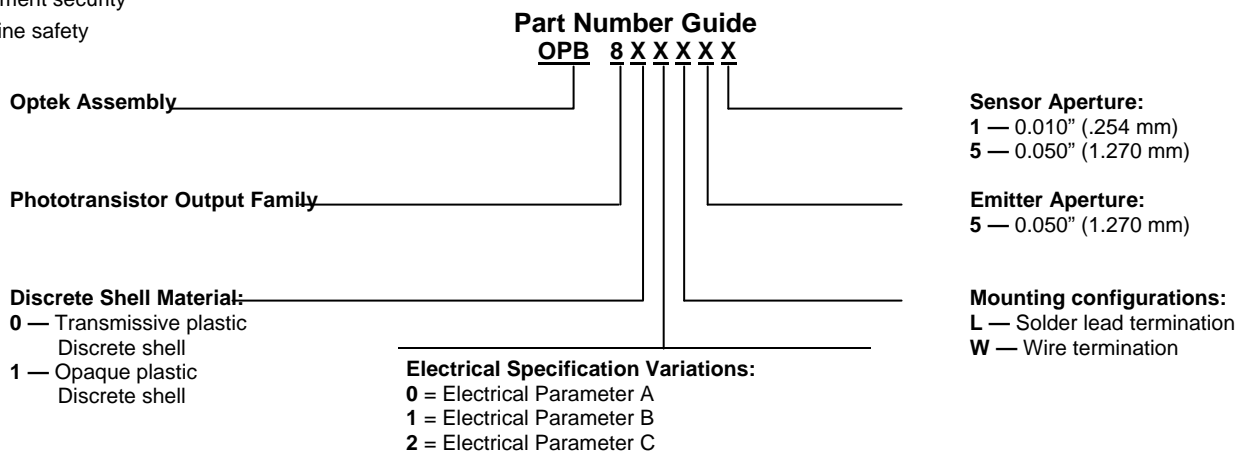 ment security
ine safety
Part Number Guide
OPB 8 X X X X X
Optek Assembly
Phototransistor Output Family
Discrete Shell Material:
0 — Transmissive plastic
Discrete shell
1 — Opaque plastic
Discrete shell
Electrical Specification Variations:
0 = Electrical Parameter A
1 = Electrical Parameter B
2 = Electrical Parameter C
Sensor Aperture:
1 — 0.010” (.254 mm)
5 — 0.050” (1.270 mm)
Emitter Aperture:
5 — 0.050” (1.270 mm)
Mounting configurations:
L — Solder lead termination
W — Wire termination